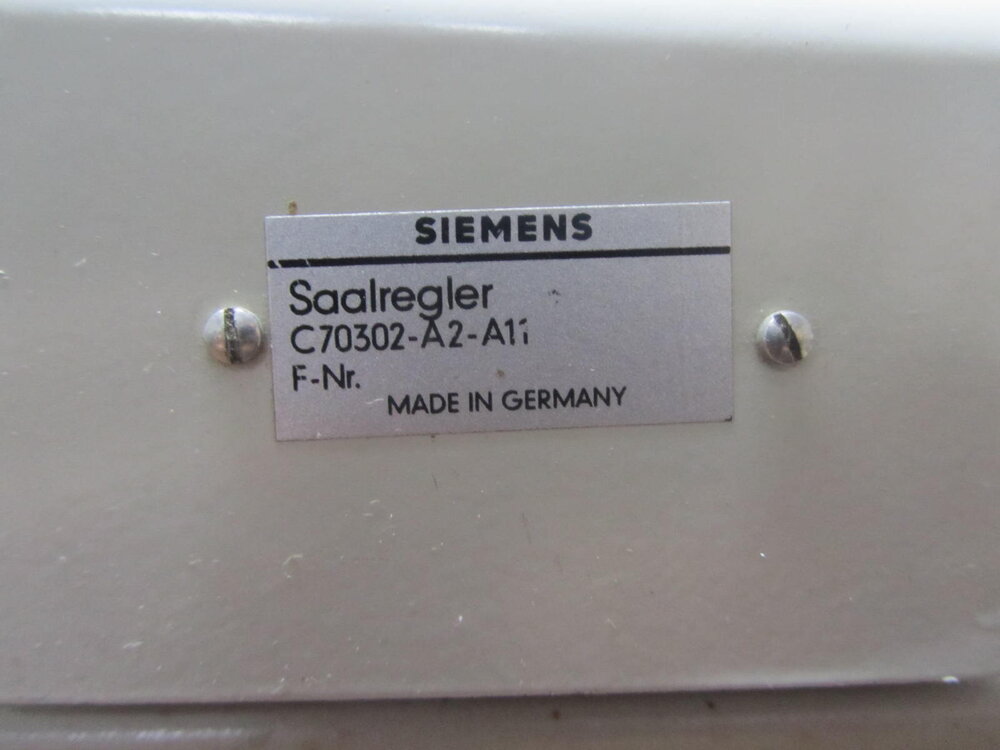 SIEMENS
Saalregler
C70302-A2-A11
F-Nr.
MADE IN GERMANY